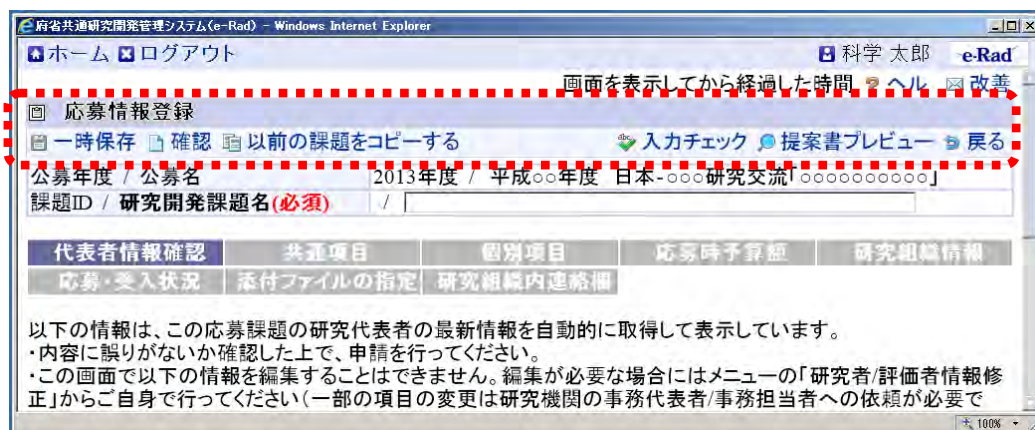 府省共通研究開発管理システム(e-Rad) - Windows Internet Explorer
ホーム ログアウト 科学 太郎 e-Rad
画面を表示してから経過した時間 ヘル 改善
応募情報登録
一時保存 確認 以前の課題をコピーする 入力チェック 提案書プレビュー 戻る
公募年度 / 公募名 2013年度 / 平成○○年度 日本-○○○研究交流「○○○○○○○○○○」
課題ID / 研究開発課題名(必須) /
代表者情報確認 共通項目 個別項目 応募時予算額 研究組織情報
応募・受入状況 添付ファイルの指定 研究組織内連絡欄
以下の情報は、この応募課題の研究代表者の最新情報を自動的に取得して表示しています。
・内容に誤りがないか確認した上で、申請を行ってください。
・この画面で以下の情報を編集することはできません。編集が必要な場合にはメニューの「研究者/評価者情報修
正」からご自身で行ってください(一部の項目の変更は研究機関の事務代表者/事務担当者への依頼が必要で
100%